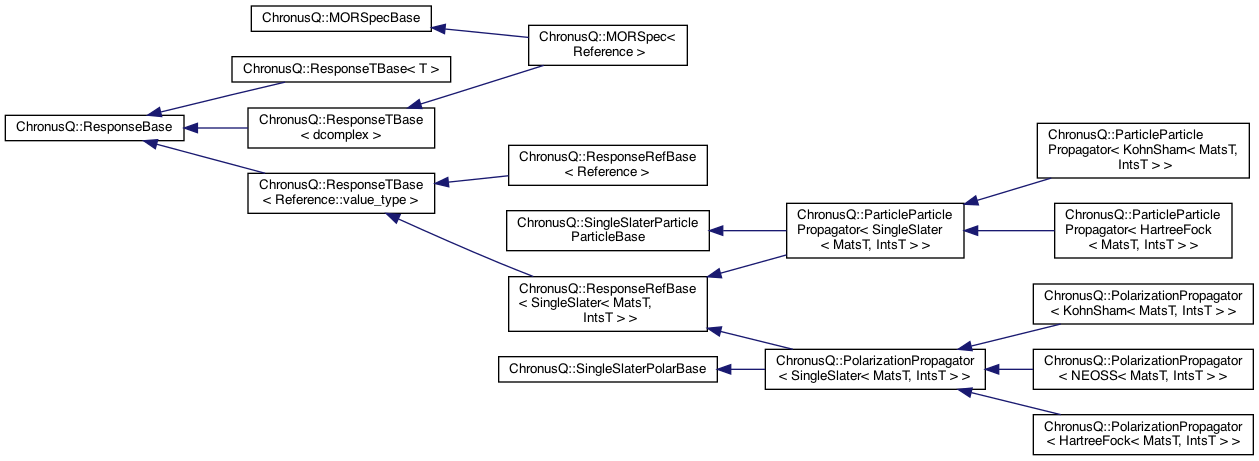 ChronusQ::MORSpecBase
ChronusQ::MORSpec<
Reference >
ChronusQ::ResponseTBase< T >
ChronusQ::ResponseBase
ChronusQ::ResponseTBase
< dcomplex >
ChronusQ::ResponseTBase
< Reference::value_type >
ChronusQ::ResponseRefBase
< Reference >
ChronusQ::SingleSlaterParticle
ParticleBase
ChronusQ::ResponseRefBase
< SingleSlater< MatsT,
IntsT > >
ChronusQ::SingleSlaterPolarBase
ChronusQ::ParticleParticle
Propagator< SingleSlater
< MatsT, IntsT > >
ChronusQ::PolarizationPropagator
< SingleSlater< MatsT, IntsT > >
ChronusQ::ParticleParticle
Propagator< KohnSham< MatsT,
IntsT > >
ChronusQ::ParticleParticle
Propagator< HartreeFock
< MatsT, IntsT > >
ChronusQ::PolarizationPropagator
< KohnSham< MatsT, IntsT > >
ChronusQ::PolarizationPropagator
< NEOSS< MatsT, IntsT > >
ChronusQ::PolarizationPropagator
< HartreeFock< MatsT, IntsT > >